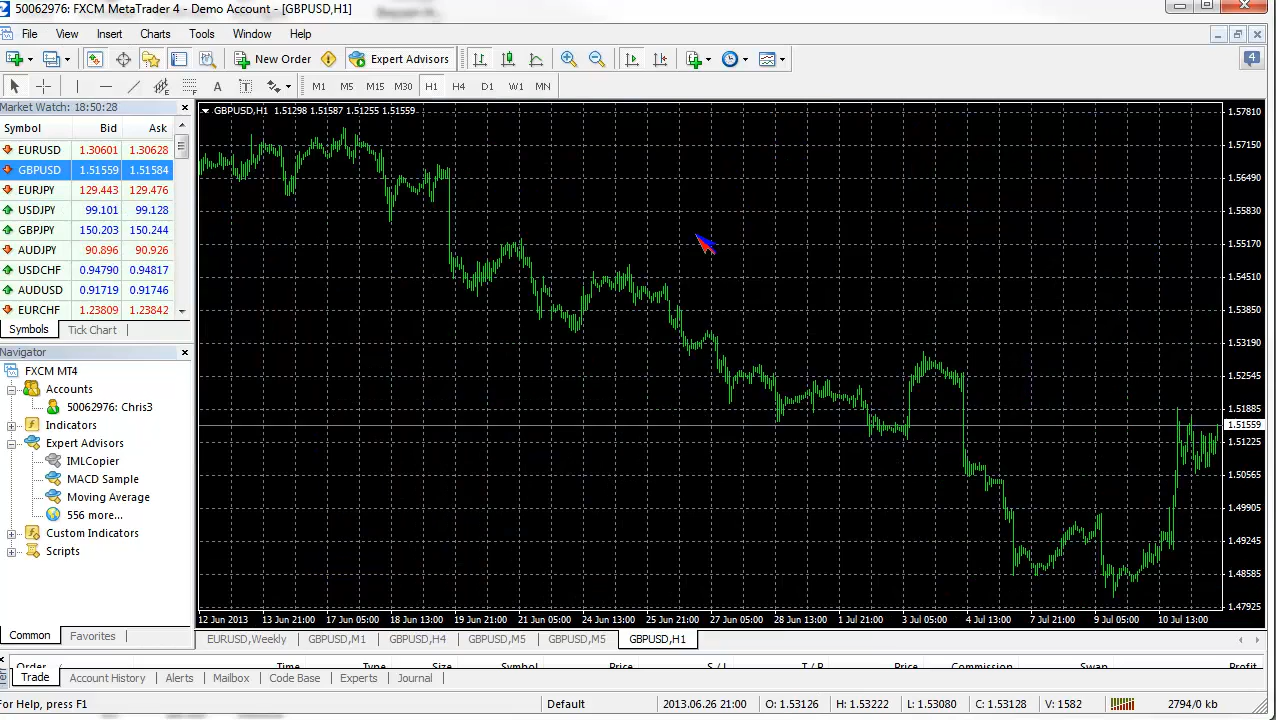 50062976: FXCM MetaTrader 4 - Demo Account - [GBPUSD,H1]
File View Insert Charts Tools Window Help
New Order Expert Advisors 4
A T M1 M5 M15 M30 H1 H4 D1 W1 MN
Market Watch: 18:50:28
Symbol Bid Ask
EURUSD 1.30601 1.30628
GBPUSD 1.51559 1.51584
EURJPY 129.443 129.476
USDJPY 99.101 99.128
GBPJPY 150.203 150.244
AUDJPY 90.896 90.926
USDCHF 0.94790 0.94817
AUDUSD 0.91719 0.91746
EURCHF 1.23809 1.23842
Symbols Tick Chart
Navigator
FXCM MT4
Accounts
50062976: Chris3
Indicators
Expert Advisors
IMLCopier
MACD Sample
Moving Average
556 more...
Custom Indicators
Scripts
Common Favorites
GBPUSD,H1 1.51298 1.51587 1.51255 1.51559
1.57810
1.57150
1.56490
1.55830
1.55170
1.54510
1.53850
1.53190
1.52545
1.51885
1.51559
1.51225
1.50565
1.49905
1.49245
1.48585
1.47925
12 Jun 2013 13 Jun 21:00 17 Jun 05:00 18 Jun 13:00 19 Jun 21:00 21 Jun 05:00 24 Jun 13:00 25 Jun 21:00 27 Jun 05:00 28 Jun 13:00 1 Jul 21:00 3 Jul 05:00 4 Jul 13:00 7 Jul 21:00 9 Jul 05:00 10 Jul 13:00
EURUSD,Weekly GBPUSD,M1 GBPUSD,H4 GBPUSD,M5 GBPUSD,M5 GBPUSD,H1
Order Time Type Size Symbol Price S / L T / P Price Commission Swap Profit
Trade Account History Alerts Mailbox Code Base Experts Journal
For Help, press F1 Default 2013.06.26 21:00 O: 1.53126 H: 1.53222 L: 1.53080 C: 1.53128 V: 1582 2794/0 kb